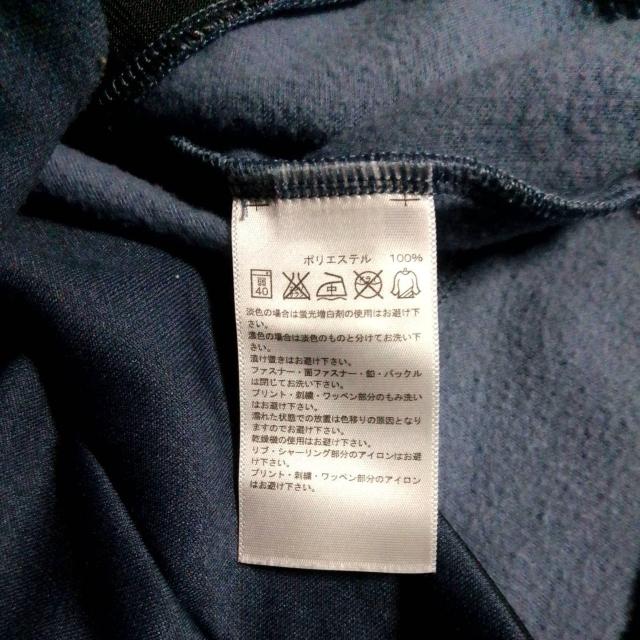 ポリエステル 100%
弱 40 中
淡色の場合は蛍光増白剤の使用はお避け下
さい。
濃色の場合は淡色のものと分けてお洗い下
さい。
漬け置きはお避け下さい。
ファスナー・面ファスナー・釦・バックル
は閉じてお洗い下さい。
プリント・刺繍・ワッペン部分のもみ洗い
はお避け下さい。
濡れた状態での放置は色移りの原因となり
ますのでお避け下さい。
乾燥機の使用はお避け下さい。
リブ・シャーリング部分のアイロンはお避
け下さい。
プリント・刺繍・ワッペン部分のアイロン
はお避け下さい。